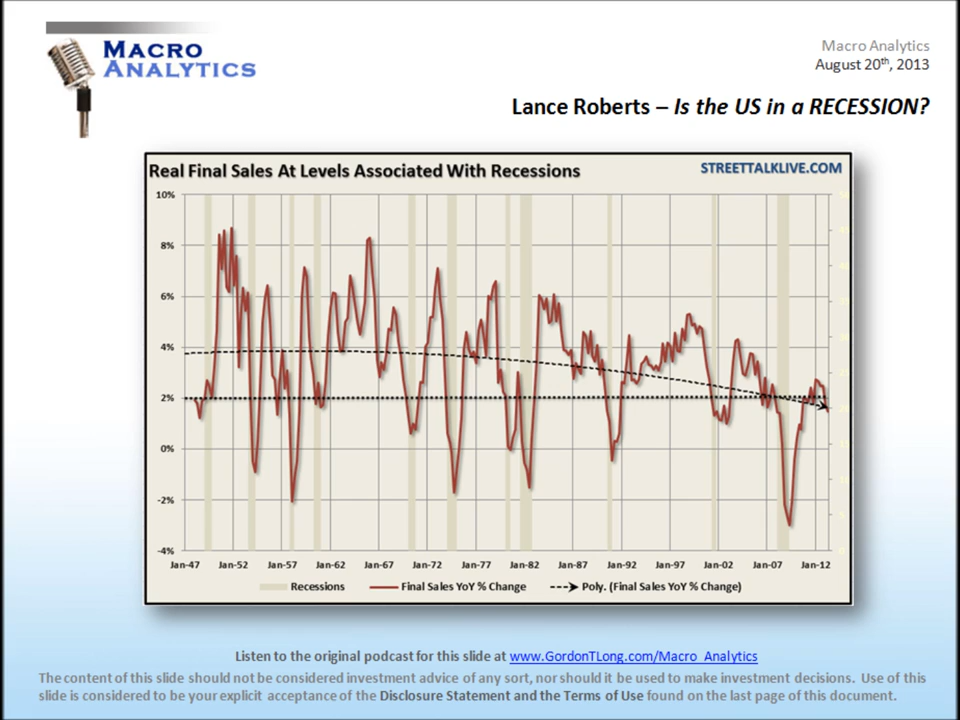 MACRO
ANALYTICS
Macro Analytics
August 20th, 2013
Lance Roberts – Is the US in a RECESSION?
Real Final Sales At Levels Associated With Recessions
STREETTALKLIVE.COM
10%
8%
6%
4%
2%
0%
-2%
-4%
Jan-47 Jan-52 Jan-57 Jan-62 Jan-67 Jan-72 Jan-77 Jan-82 Jan-87 Jan-92 Jan-97 Jan-02 Jan-07 Jan-12
Recessions Final Sales YoY % Change Poly. (Final Sales YoY % Change)
Listen to the original podcast for this slide at www.GordonTLong.com/Macro_Analytics
The content of this slide should not be considered investment advice of any sort, nor should it be used to make investment decisions. Use of this
slide is considered to be your explicit acceptance of the Disclosure Statement and the Terms of Use found on the last page of this document.